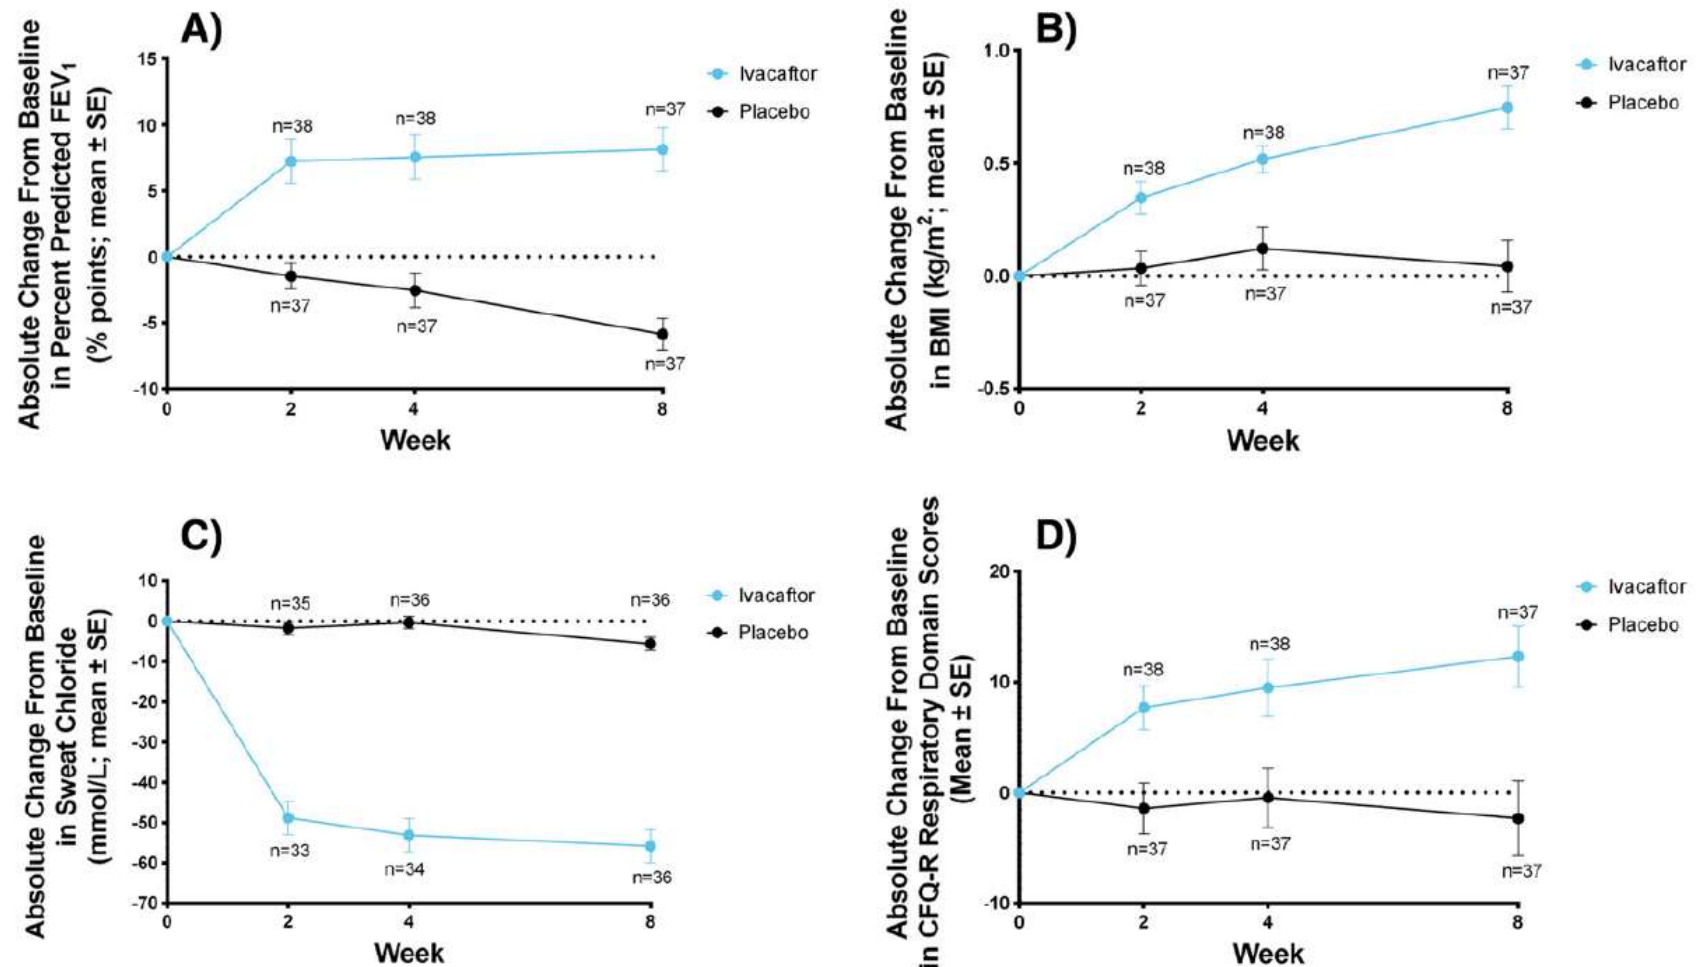 A)
Absolute Change From Baseline
in Percent Predicted FEV1
(% points; mean ± SE)
15
10
5
0
-5
-10
n=38
n=38
n=37
n=37
n=37
n=37
0
2
4
8
Week
Ivacaftor
Placebo
B)
Absolute Change From Baseline
in BMI (kg/m²; mean ± SE)
1.0
0.5
0.0
-0.5
n=38
n=38
n=37
n=37
n=37
n=37
0
2
4
8
Week
Ivacaftor
Placebo
C)
Absolute Change From Baseline
in Sweat Chloride
(mmol/L; mean ± SE)
10
0
-10
-20
-30
-40
-50
-60
-70
n=35
n=36
n=36
n=33
n=34
n=36
0
2
4
8
Week
Ivacaftor
Placebo
D)
Absolute Change From Baseline
in CFQ-R Respiratory Domain Scores
(Mean ± SE)
20
10
0
-10
n=38
n=38
n=37
n=37
n=37
n=37
0
2
4
8
Week
Ivacaftor
Placebo